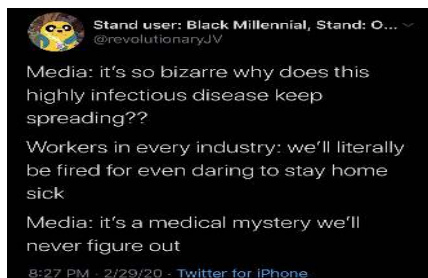 Stand user: Black Millennial, Stand: O...
@revolutionaryJV
Media: it's so bizarre why does this
highly infectious disease keep
spreading??
Workers in every industry: we'll literally
be fired for even daring to stay home
sick
Media: it's a medical mystery we'll
never figure out
8:27 PM · 2/29/20 · Twitter for iPhone